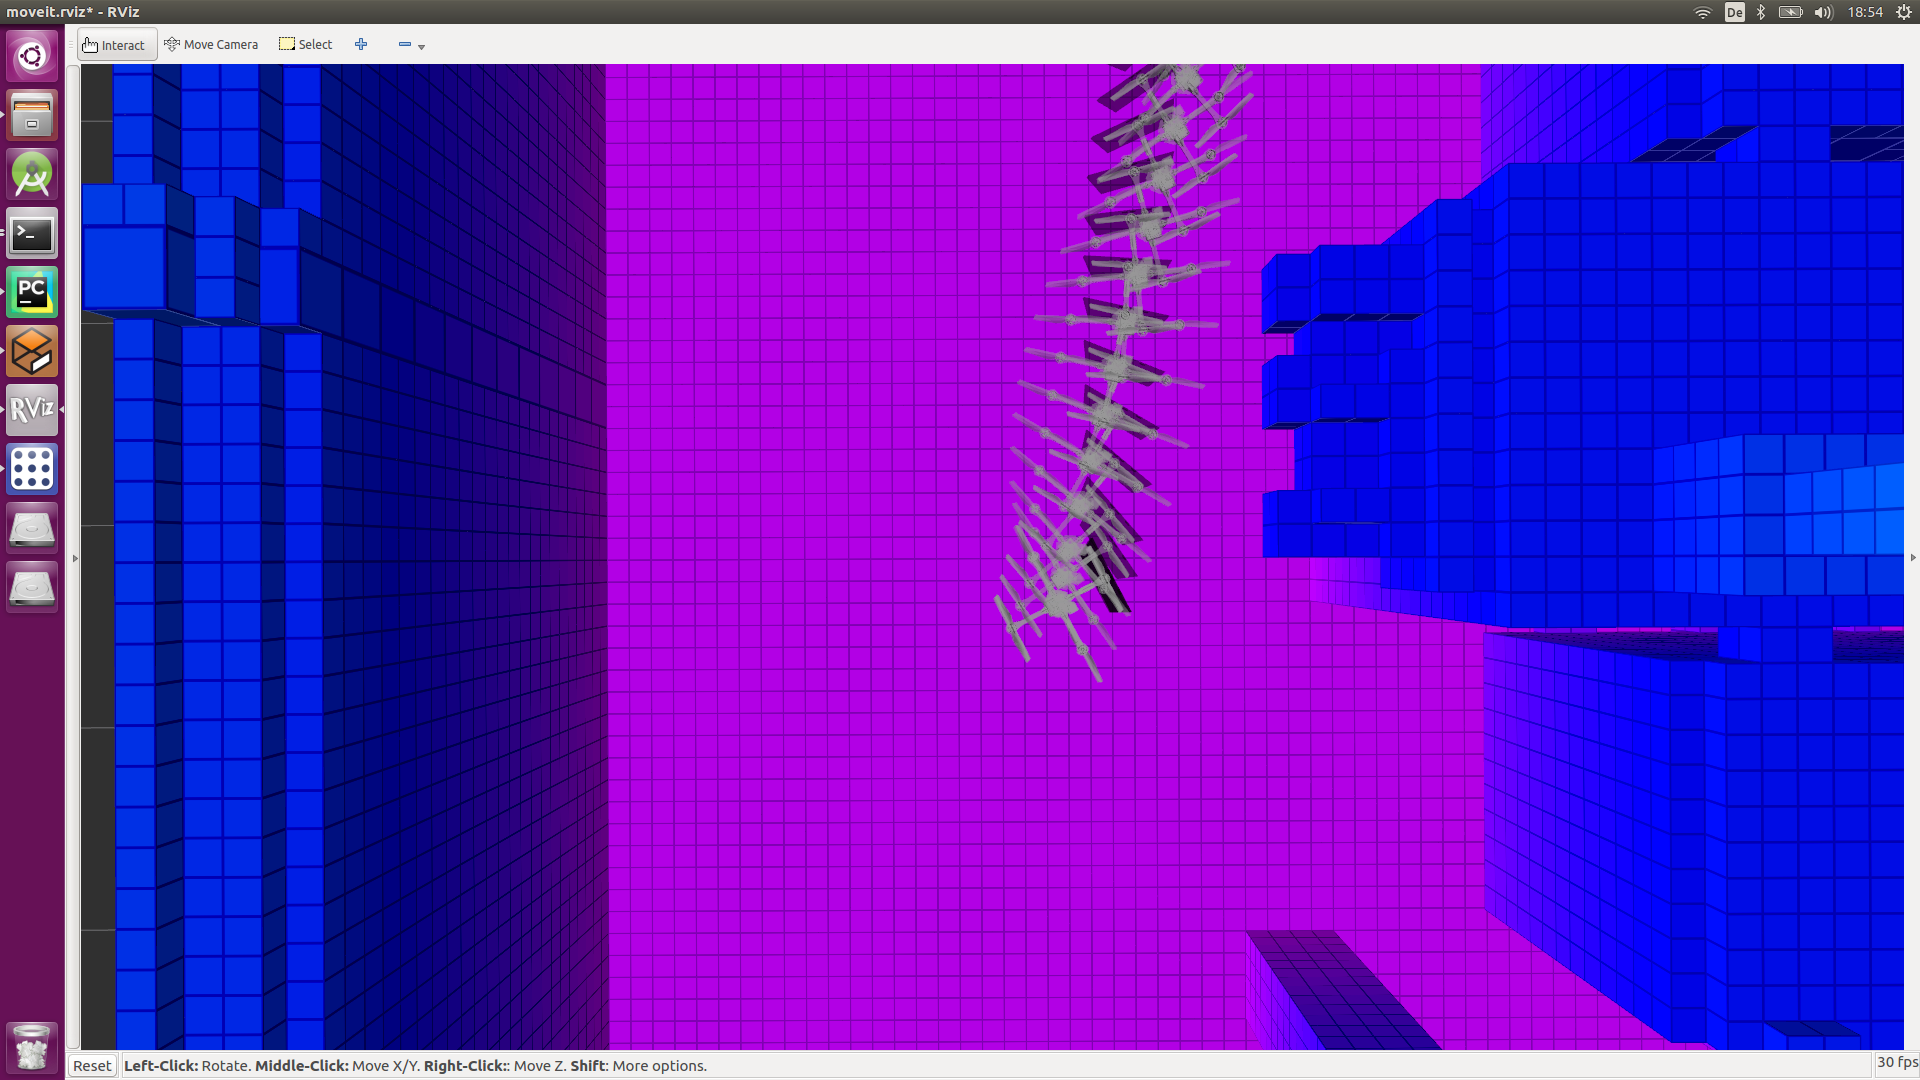 moveit.rviz* - RViz
De
18:54
Interact
Move Camera
Select
>_
PC
RViz
Reset
Left-Click: Rotate. Middle-Click: Move X/Y. Right-Click:: Move Z. Shift: More options.
30 fps